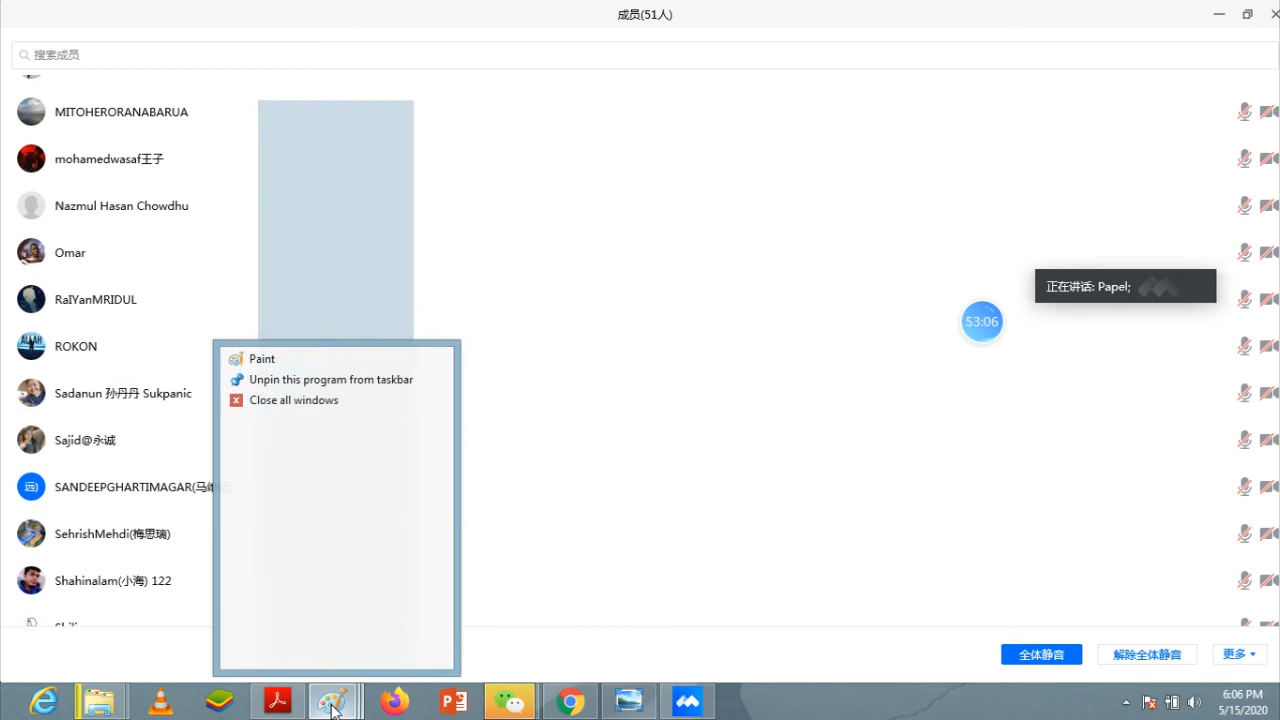 成员(51人)
搜索成员
MITOHERORANABARUA
mohamedwasaf王子
Nazmul Hasan Chowdhu
Omar
正在讲话: Papel;
RaIYanMRIDUL
53:06
ROKON
Paint
Unpin this program from taskbar
Sadanun 孙丹丹 Sukpanic
Close all windows
Sajid@永诚
远)
SANDEEPGHARTIMAGAR(马
SehrishMehdi(梅思瑞)
Shahinalam(小海) 122
全体静音
解除全体静音
更多
6:06 PM
5/15/2020